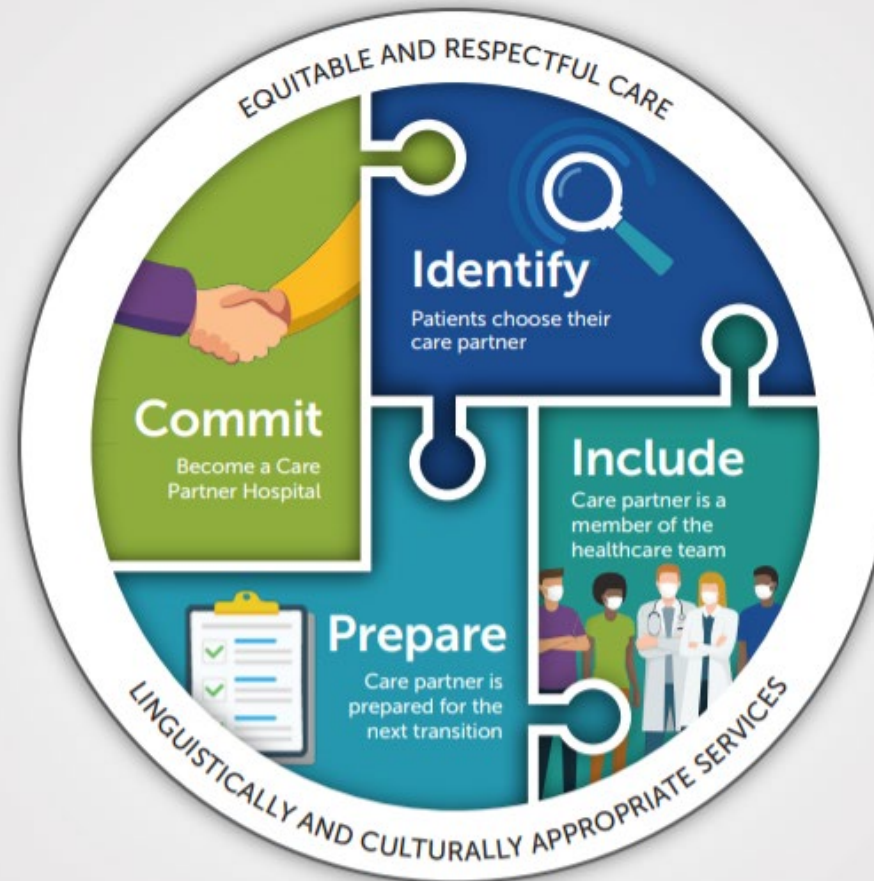 EQUITABLE AND RESPECTFUL CARE
Commit
Become a Care
Partner Hospital
Identify
Patients choose their
care partner
Include
Care partner is a
member of the
healthcare team
Prepare
Care partner is
prepared for the
next transition
LINGUISTICALLY AND CULTURALLY APPROPRIATE SERVICES